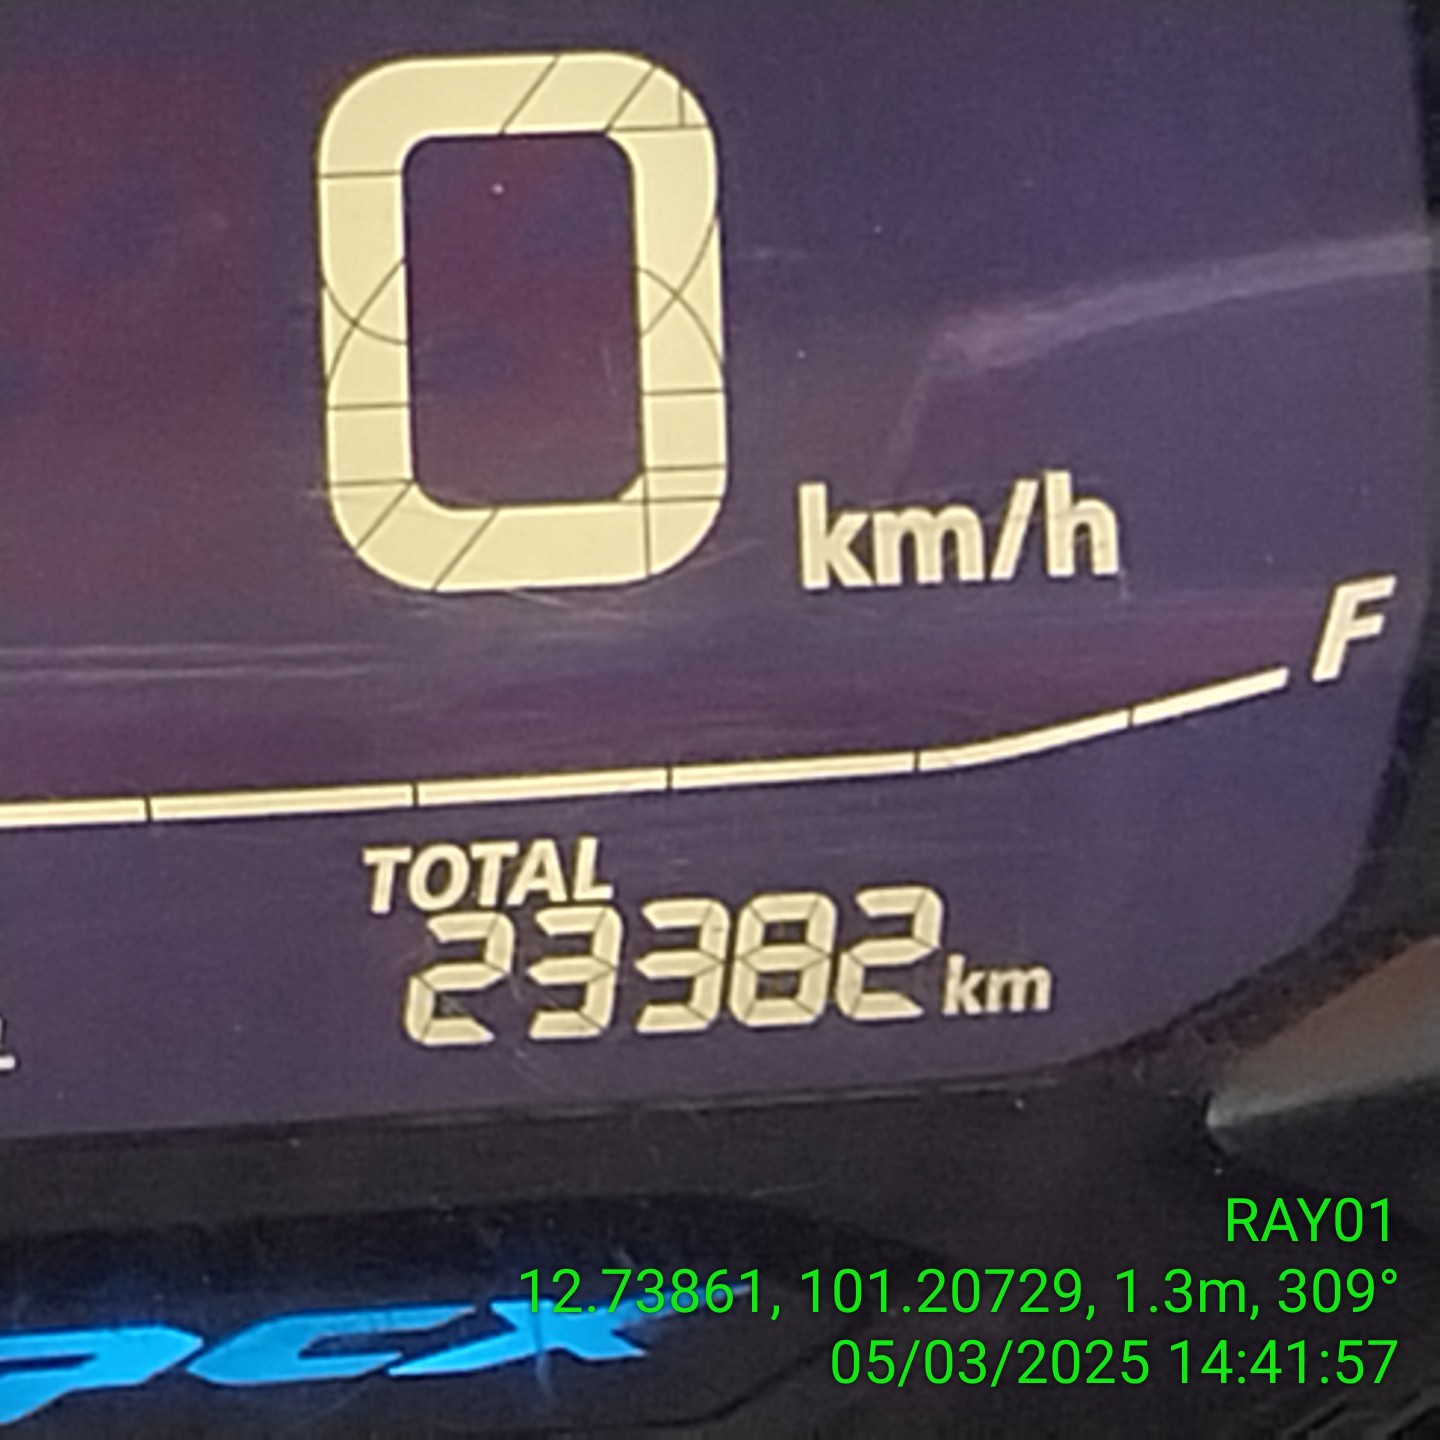 0
km/h
F
TOTAL
23382 km
pcx
RAY01
12.73861, 101.20729, 1.3m, 309°
05/03/2025 14:41:57